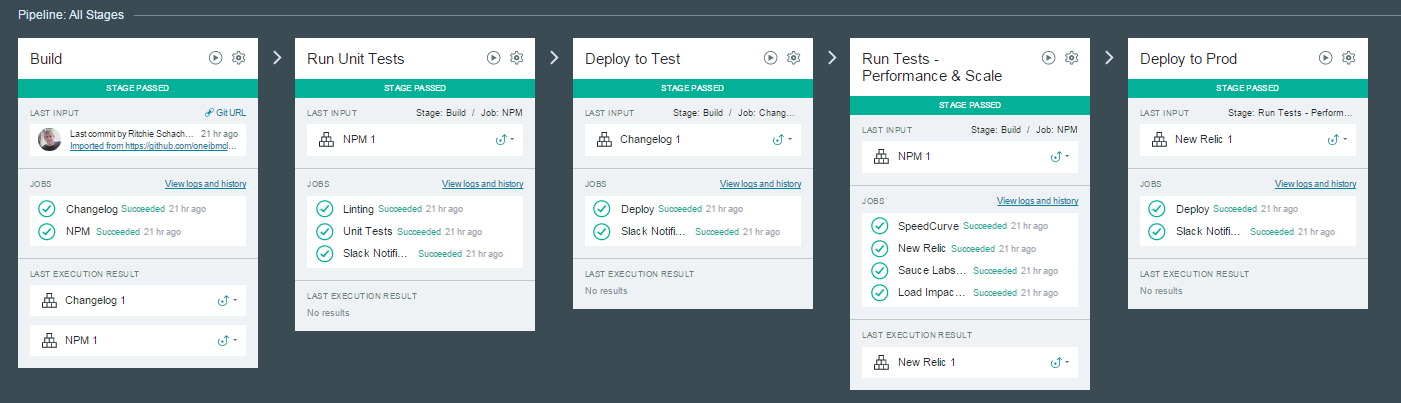 Pipeline: All Stages
Build
STAGE PASSED
LAST INPUT Git URL
Last commit by Ritchie Schach... 21 hr ago
Imported from https://github.com/oneibmcl...
JOBS View logs and history
Changelog Succeeded 21 hr ago
NPM Succeeded 21 hr ago
LAST EXECUTION RESULT
Changelog 1
NPM 1
Run Unit Tests
STAGE PASSED
LAST INPUT Stage: Build / Job: NPM
NPM 1
JOBS View logs and history
Linting Succeeded 21 hr ago
Unit Tests Succeeded 21 hr ago
Slack Notifi... Succeeded 21 hr ago
LAST EXECUTION RESULT
No results
Deploy to Test
STAGE PASSED
LAST INPUT Stage: Build / Job: Chang...
Changelog 1
JOBS View logs and history
Deploy Succeeded 21 hr ago
Slack Notifi... Succeeded 21 hr ago
LAST EXECUTION RESULT
No results
Run Tests -
Performance & Scale
STAGE PASSED
LAST INPUT Stage: Build / Job: NPM
NPM 1
JOBS View logs and history
SpeedCurve Succeeded 21 hr ago
New Relic Succeeded 21 hr ago
Sauce Labs... Succeeded 21 hr ago
Load Impac... Succeeded 21 hr ago
LAST EXECUTION RESULT
New Relic 1
Deploy to Prod
STAGE PASSED
LAST INPUT Stage: Run Tests - Perform...
New Relic 1
JOBS View logs and history
Deploy Succeeded 21 hr ago
Slack Notifi... Succeeded 21 hr ago
LAST EXECUTION RESULT
No results